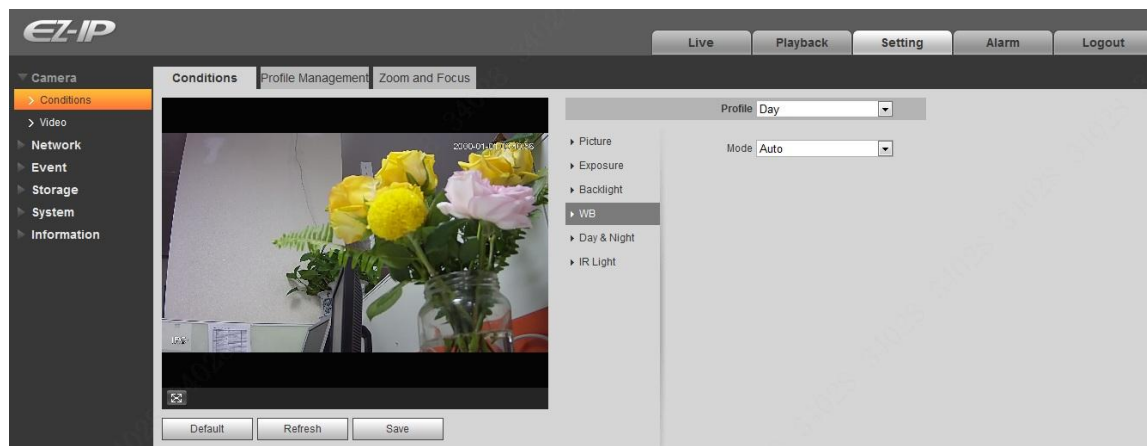 EZ-IP
Live
Playback
Setting
Alarm
Logout
Camera
Conditions
Video
Network
Event
Storage
System
Information
Conditions
Profile Management
Zoom and Focus
Profile
Day
Picture
Exposure
Backlight
WB
Day & Night
IR Light
Mode
Auto
Default
Refresh
Save